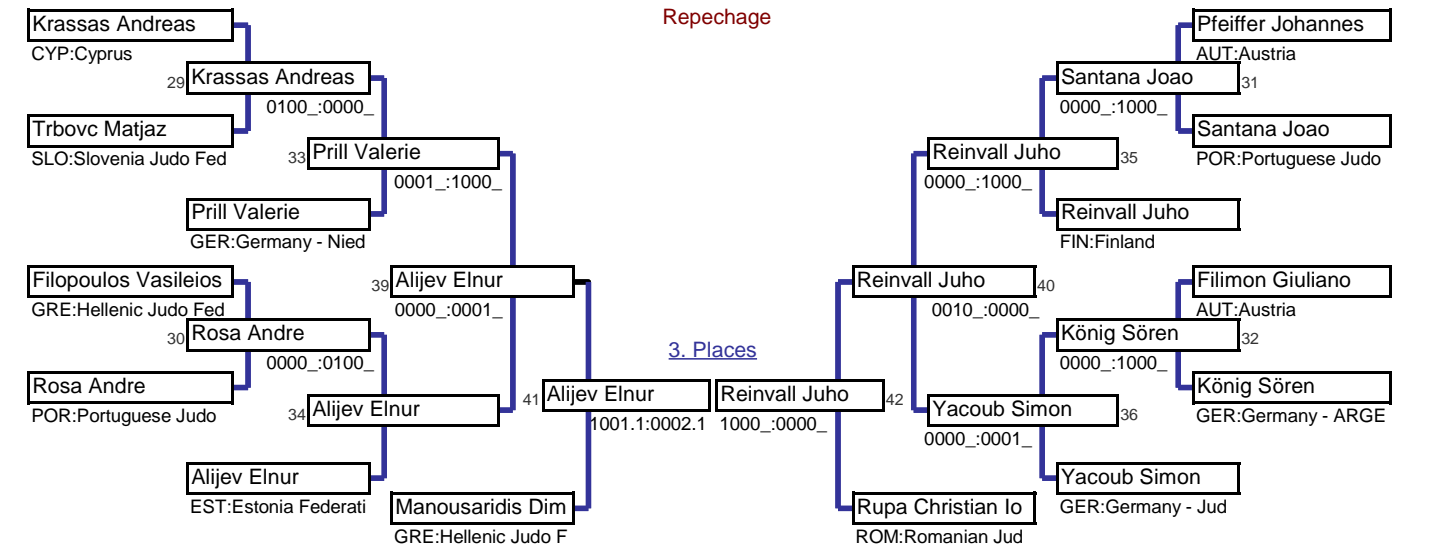 Repechage
Krassas Andreas
CYP:Cyprus
29 Krassas Andreas
0100_:0000_
Trbovc Matjaz
SLO:Slovenia Judo Fed
33 Prill Valerie
0001_:1000_
Prill Valerie
GER:Germany - Nied
Filopoulos Vasileios
GRE:Hellenic Judo Fed
39 Alijev Elnur
0000_:0001_
30 Rosa Andre
0000_:0100_
Rosa Andre
POR:Portuguese Judo
34 Alijev Elnur
Alijev Elnur
EST:Estonia Federati
3. Places
41 Alijev Elnur
1001.1:0002.1
Manousaridis Dim
GRE:Hellenic Judo F
Pfeiffer Johannes
AUT:Austria
Santana Joao 31
0000_:1000_
Santana Joao
POR:Portuguese Judo
Reinvall Juho 35
0000_:1000_
Reinvall Juho
FIN:Finland
Reinvall Juho 40
0010_:0000_
Filimon Giuliano
AUT:Austria
König Sören 32
0000_:1000_
König Sören
GER:Germany - ARGE
Reinvall Juho 42
1000_:0000_
Yacoub Simon 36
0000_:0001_
Yacoub Simon
GER:Germany - Jud
Rupa Christian Io
ROM:Romanian Jud